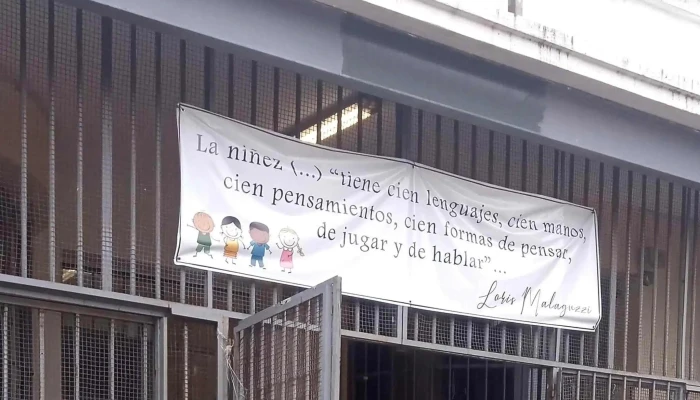 La niñez (...) “tiene cien lenguajes, cien manos,
cien pensamientos, cien formas de pensar,
de jugar y de hablar”...
Loris Malaguzzi